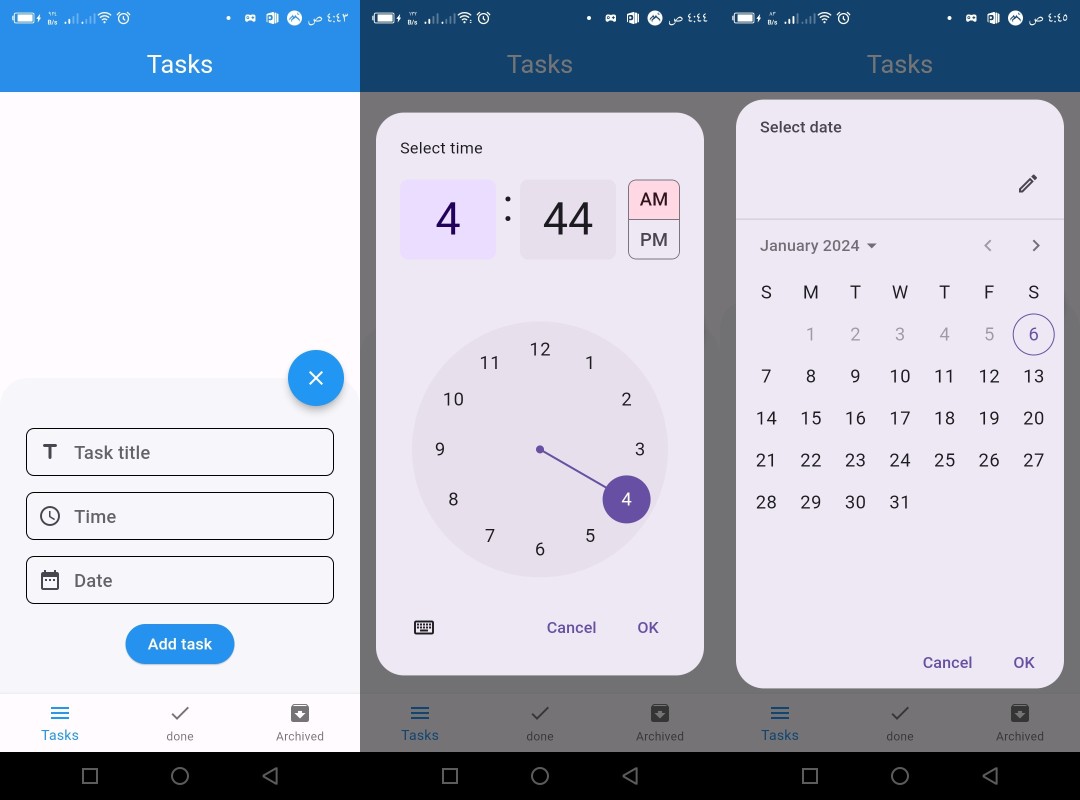 ٤:٤٣ ص
Tasks
Task title
Time
Date
Add task
Tasks
done
Archived
B/s
٤:٤٤ ص
Tasks
Select time
4 : 44
AM
PM
12
11 1
10 2
9 3
8 4
7 5
6
Cancel OK
Tasks
done
Archived
B/s
٤:٤٥ ص
Tasks
Select date
January 2024
S M T W T F S
1 2 3 4 5 6
7 8 9 10 11 12 13
14 15 16 17 18 19 20
21 22 23 24 25 26 27
28 29 30 31
Cancel OK
Tasks
done
Archived
B/s